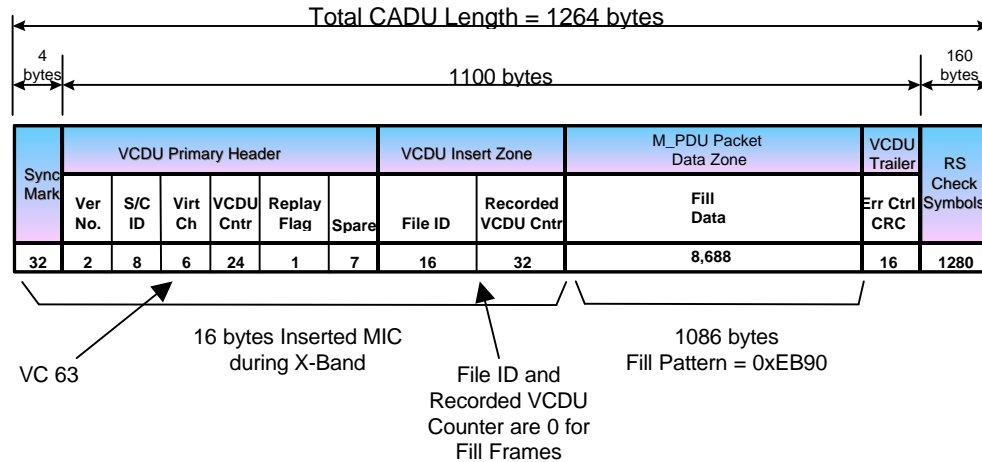 Total CADU Length = 1264 bytes
4
bytes
1100 bytes
160
bytes
Sync
Mark
VCDU Primary Header
VCDU Insert Zone
M_PDU Packet
Data Zone
VCDU
Trailer
RS
Check
Symbols
Ver
No.
S/C
ID
Virt
Ch
VCDU
Cntr
Replay
Flag
Spare
File ID
Recorded
VCDU Cntr
Fill
Data
Err Ctrl
CRC
32 2 8 6 24 1 7 16 32 8,688 16 1280
VC 63
16 bytes Inserted MIC
during X-Band
File ID and
Recorded VCDU
Counter are 0 for
Fill Frames
1086 bytes
Fill Pattern = 0xEB90